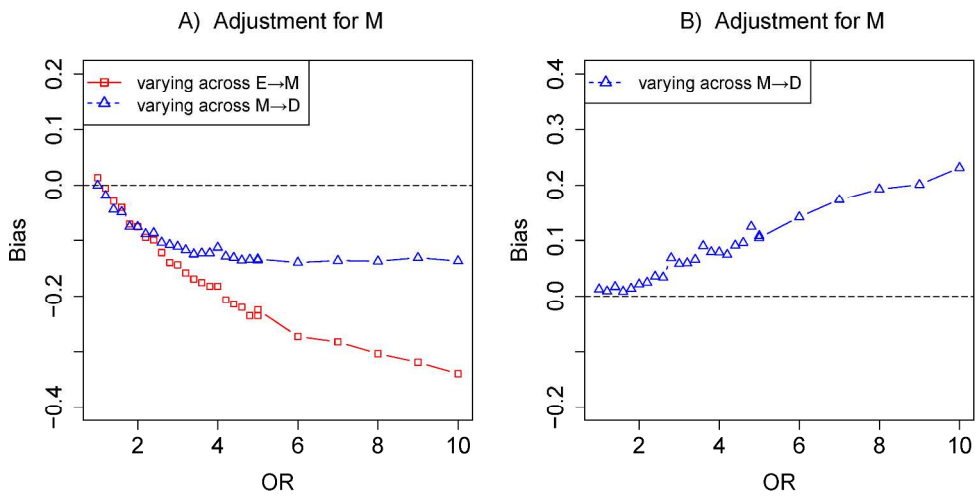 A) Adjustment for M
B) Adjustment for M
varying across E→M
varying across M→D
0.2
0.1
0.0
-0.2
-0.4
Bias
2
4
6
8
10
OR
varying across M→D
0.4
0.2
0.1
0.0
-0.2
Bias
2
4
6
8
10
OR